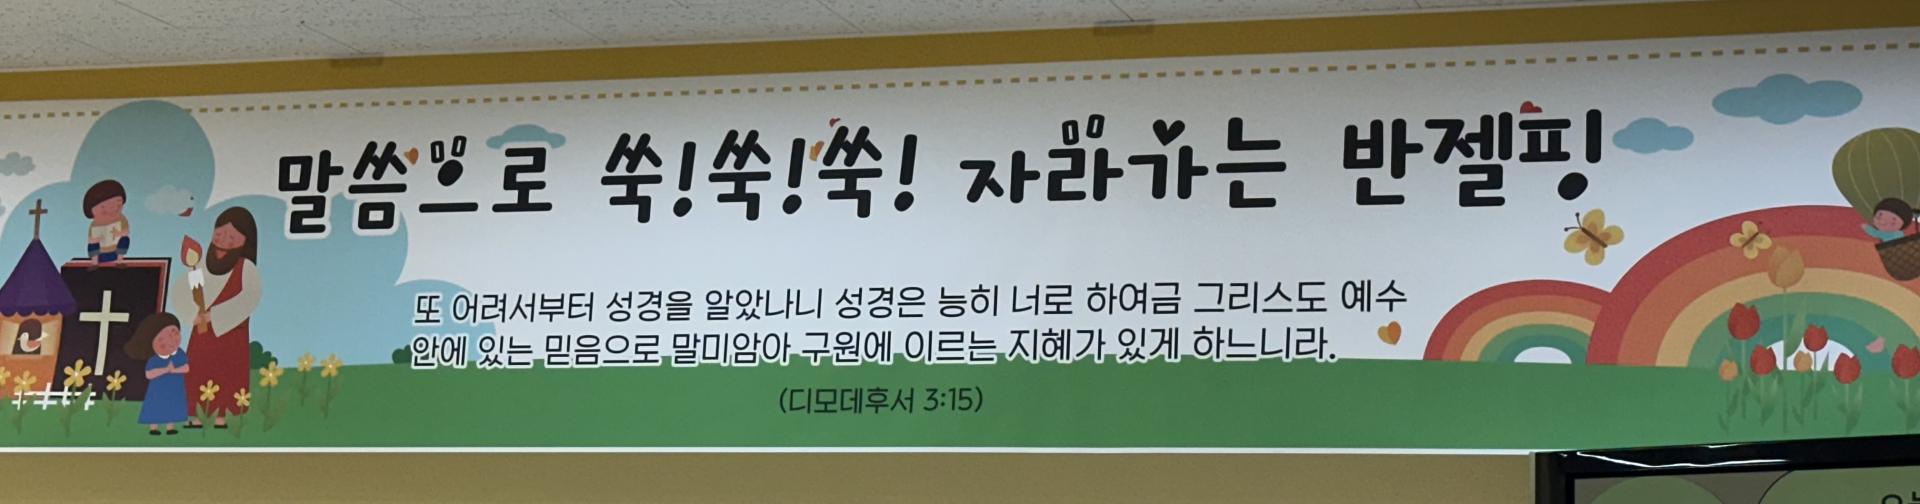 말씀으로 쑥!쑥!쑥! 자라가는 반젤핑
또 어려서부터 성경을 알았나니 성경은 능히 너로 하여금 그리스도 예수
안에 있는 믿음으로 말미암아 구원에 이르는 지혜가 있게 하느니라.
(디모데후서 3:15)